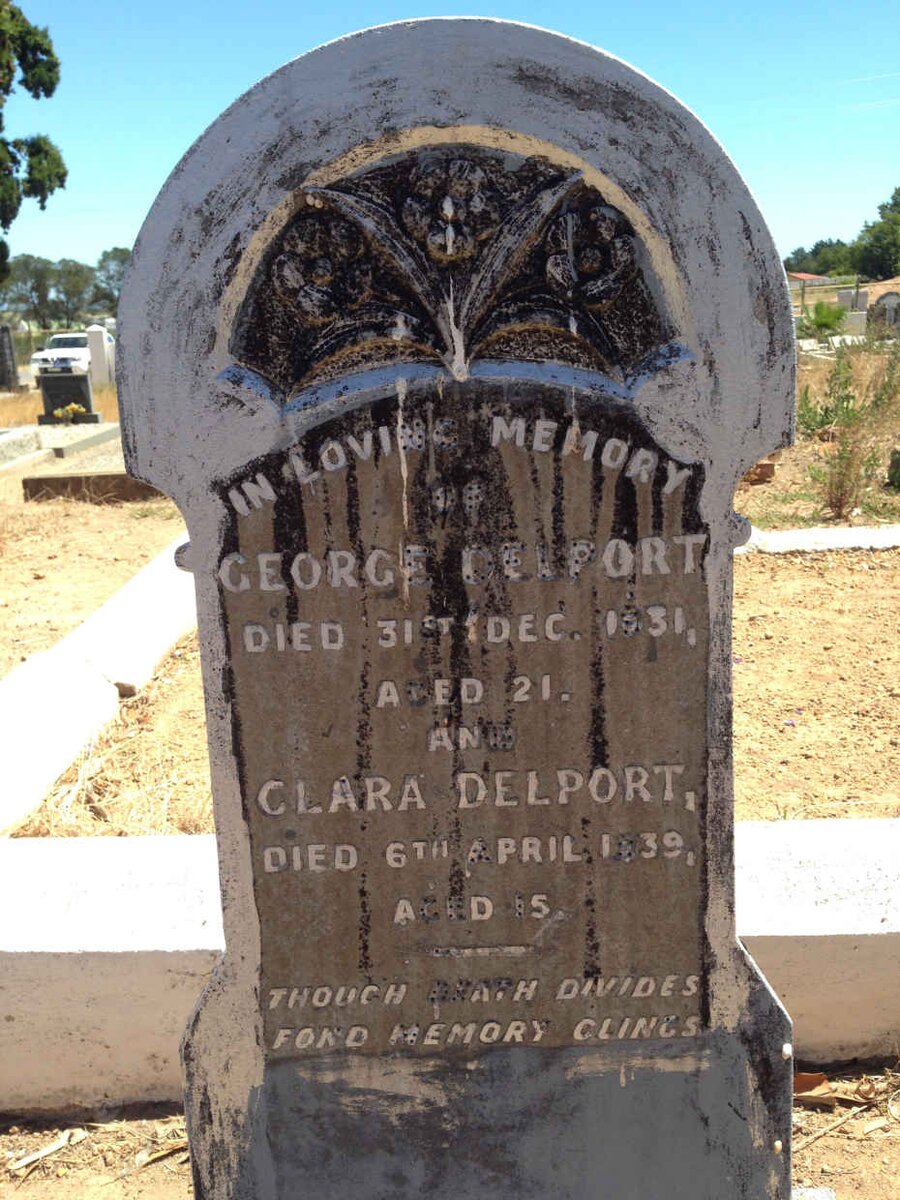 IN LOVING MEMORY
OF
GEORGE DELPORT
DIED 31ST DEC. 1931,
AGED 21.
AND
CLARA DELPORT,
DIED 6TH APRIL 1939,
AGED 15.
THOUGH DEATH DIVIDES
FOND MEMORY CLINGS